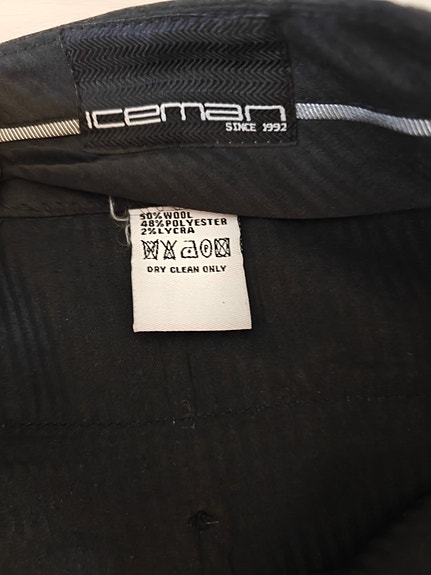 iceman
SINCE 1992
50%WOOL
48%POLYESTER
2%LYCRA
P
DRY CLEAN ONLY